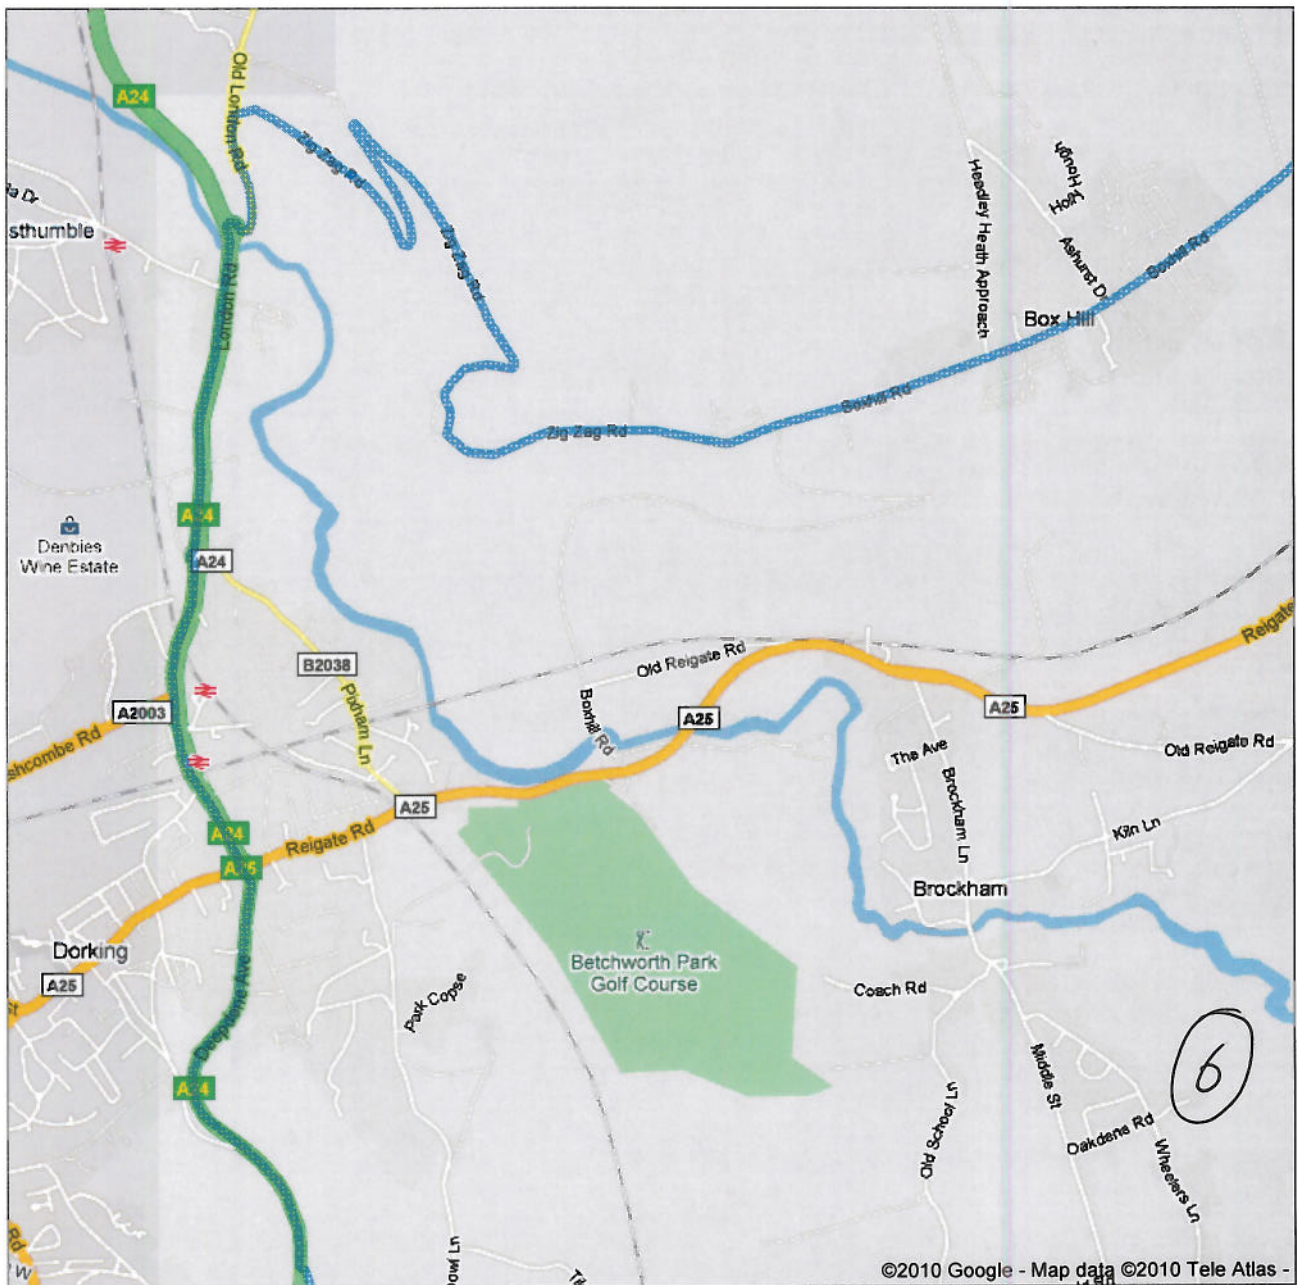 A24
Old London Rd
Zig Zag Rd
High
Hough
Headley Heath Approach
sthumble
Zig Zag Rd
Ashurst Dr
Boxhill Rd
London Rd
Box Hill
Boxhill Rd
Zig Zag Rd
A24
Denbies
Wine Estate
A24
Reigate
B2038
Old Reigate Rd
Pixham Ln
A2003
Boxhill Rd
A25
A25
shcombe Rd
The Ave
Old Reigate Rd
Brockham Ln
A25
A24
Reigate Rd
Kiln Ln
A25
Brockham
Dorking
A25
Deepdene Ave
Betchworth Park
Golf Course
Park Copse
Coach Rd
A24
Middle St
6
Old School Ln
Oakdene Rd
Wheelers Ln
Rd
©2010 Google - Map data ©2010 Tele Atlas -